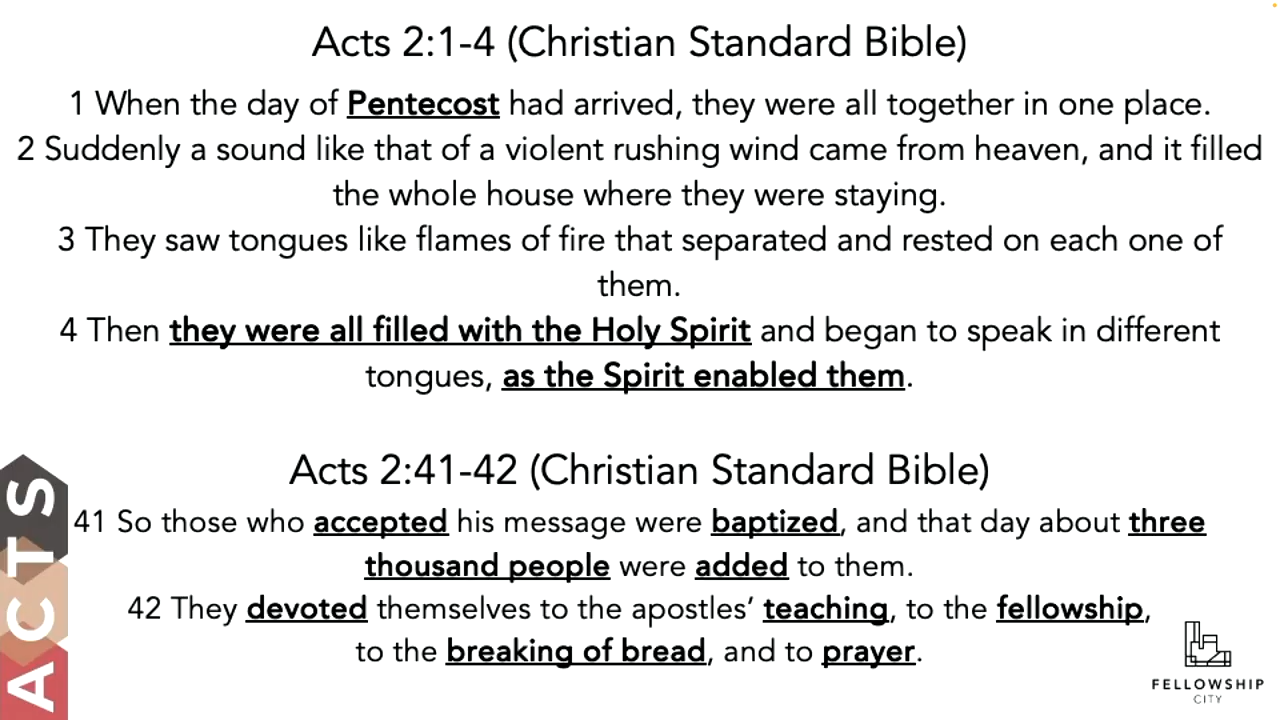 Acts 2:1-4 (Christian Standard Bible)
1 When the day of Pentecost had arrived, they were all together in one place.
2 Suddenly a sound like that of a violent rushing wind came from heaven, and it filled
the whole house where they were staying.
3 They saw tongues like flames of fire that separated and rested on each one of
them.
4 Then they were all filled with the Holy Spirit and began to speak in different
tongues, as the Spirit enabled them.
Acts 2:41-42 (Christian Standard Bible)
41 So those who accepted his message were baptized, and that day about three
thousand people were added to them.
42 They devoted themselves to the apostles’ teaching, to the fellowship,
to the breaking of bread, and to prayer.
ACTS
FELLOWSHIP
CITY